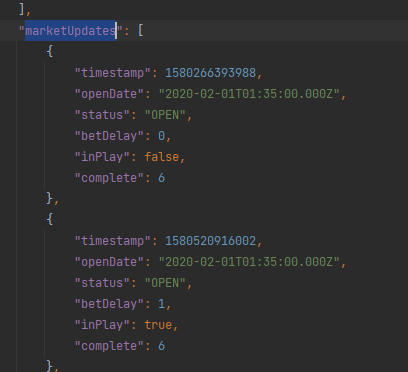 ],
"marketUpdates": [
{
"timestamp": 1580266393988,
"openDate": "2020-02-01T01:35:00.000Z",
"status": "OPEN",
"betDelay": 0,
"inPlay": false,
"complete": 6
},
{
"timestamp": 1580520916002,
"openDate": "2020-02-01T01:35:00.000Z",
"status": "OPEN",
"betDelay": 1,
"inPlay": true,
"complete": 6
},